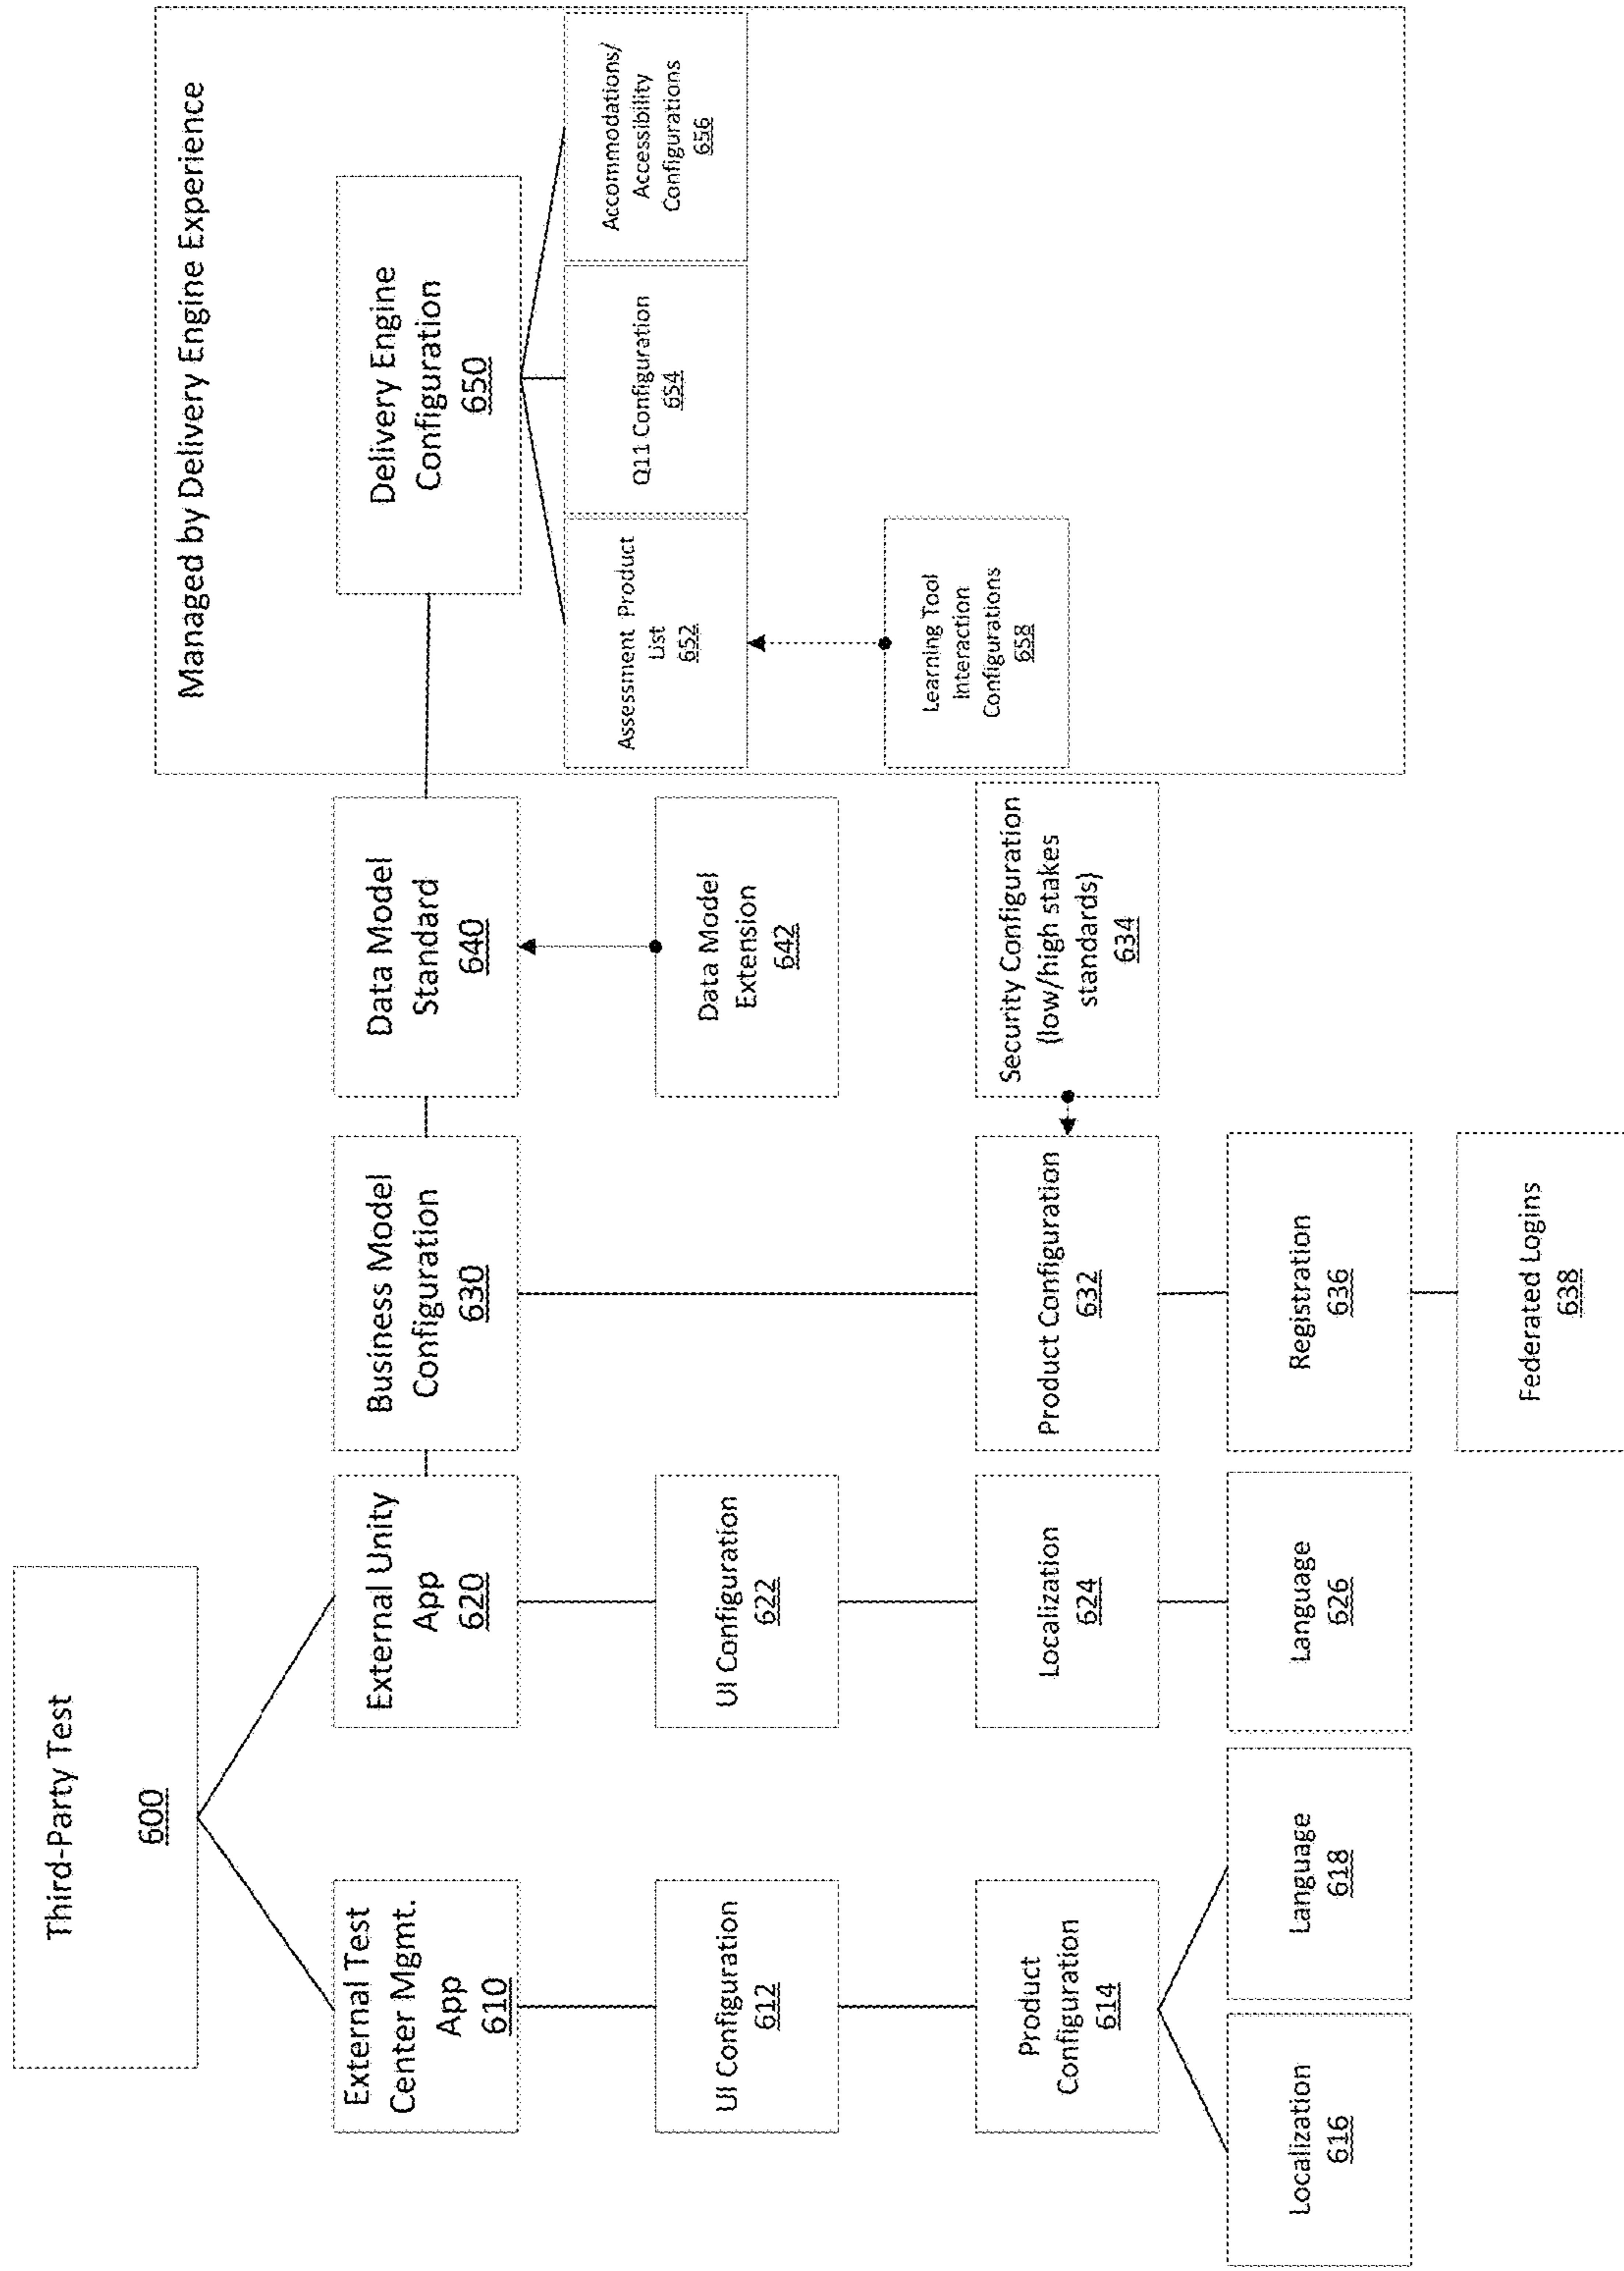 Third-Party Test
600
External Test
Center Mgmt.
App
610
External Unity
App
620
Business Model
Configuration
630
Data Model
Standard
640
Managed by Delivery Engine Experience
Delivery Engine
Configuration
650
Assessment Product
List
652
Q11 Configuration
654
Accommodations/
Accessibility
Configurations
656
UI Configuration
612
UI Configuration
622
Data Model
Extension
642
Learning Tool
Interaction
Configurations
658
Product
Configuration
614
Localization
624
Product Configuration
632
Security Configuration
(low/high stakes
standards)
634
Localization
616
Language
618
Language
626
Registration
636
Federated Logins
638